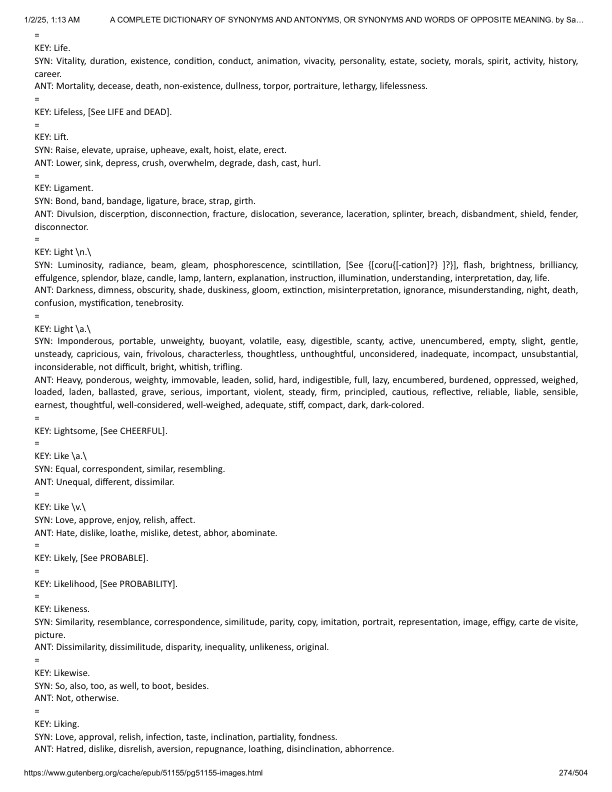 1/2/25, 1:13 AM A COMPLETE DICTIONARY OF SYNONYMS AND ANTONYMS, OR SYNONYMS AND WORDS OF OPPOSITE MEANING. by Sa…
=
KEY: Life.
SYN: Vitality, duration, existence, condition, conduct, animation, vivacity, personality, estate, society, morals, spirit, activity, history,
career.
ANT: Mortality, decease, death, non-existence, dullness, torpor, portraiture, lethargy, lifelessness.
=
KEY: Lifeless, [See LIFE and DEAD].
=
KEY: Lift.
SYN: Raise, elevate, upraise, upheave, exalt, hoist, elate, erect.
ANT: Lower, sink, depress, crush, overwhelm, degrade, dash, cast, hurl.
=
KEY: Ligament.
SYN: Bond, band, bandage, ligature, brace, strap, girth.
ANT: Divulsion, discerption, disconnection, fracture, dislocation, severance, laceration, splinter, breach, disbandment, shield, fender,
disconnector.
=
KEY: Light \n.\
SYN: Luminosity, radiance, beam, gleam, phosphorescence, scintillation, [See {[coru{[-cation]?} ]?}], flash, brightness, brilliancy,
effulgence, splendor, blaze, candle, lamp, lantern, explanation, instruction, illumination, understanding, interpretation, day, life.
ANT: Darkness, dimness, obscurity, shade, duskiness, gloom, extinction, misinterpretation, ignorance, misunderstanding, night, death,
confusion, mystification, tenebrosity.
=
KEY: Light \a.\
SYN: Imponderous, portable, unweighty, buoyant, volatile, easy, digestible, scanty, active, unencumbered, empty, slight, gentle,
unsteady, capricious, vain, frivolous, characterless, thoughtless, unthoughtful, unconsidered, inadequate, incompact, unsubstantial,
inconsiderable, not difficult, bright, whitish, trifling.
ANT: Heavy, ponderous, weighty, immovable, leaden, solid, hard, indigestible, full, lazy, encumbered, burdened, oppressed, weighed,
loaded, laden, ballasted, grave, serious, important, violent, steady, firm, principled, cautious, reflective, reliable, liable, sensible,
earnest, thoughtful, well-considered, well-weighed, adequate, stiff, compact, dark, dark-colored.
=
KEY: Lightsome, [See CHEERFUL].
=
KEY: Like \a.\
SYN: Equal, correspondent, similar, resembling.
ANT: Unequal, different, dissimilar.
=
KEY: Like \v.\
SYN: Love, approve, enjoy, relish, affect.
ANT: Hate, dislike, loathe, mislike, detest, abhor, abominate.
=
KEY: Likely, [See PROBABLE].
=
KEY: Likelihood, [See PROBABILITY].
=
KEY: Likeness.
SYN: Similarity, resemblance, correspondence, similitude, parity, copy, imitation, portrait, representation, image, effigy, carte de visite,
picture.
ANT: Dissimilarity, dissimilitude, disparity, inequality, unlikeness, original.
=
KEY: Likewise.
SYN: So, also, too, as well, to boot, besides.
ANT: Not, otherwise.
=
KEY: Liking.
SYN: Love, approval, relish, infection, taste, inclination, partiality, fondness.
ANT: Hatred, dislike, disrelish, aversion, repugnance, loathing, disinclination, abhorrence.
https://www.gutenberg.org/cache/epub/51155/pg51155-images.html 274/504